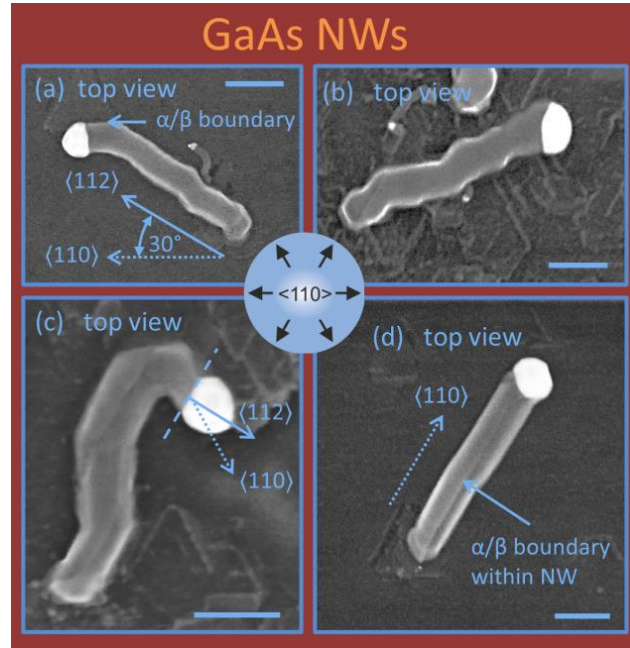 GaAs NWs
(a) top view
α/β boundary
⟨112⟩
⟨110⟩
30°
(b) top view
<110>
(c) top view
⟨112⟩
⟨110⟩
(d) top view
⟨110⟩
α/β boundary
within NW